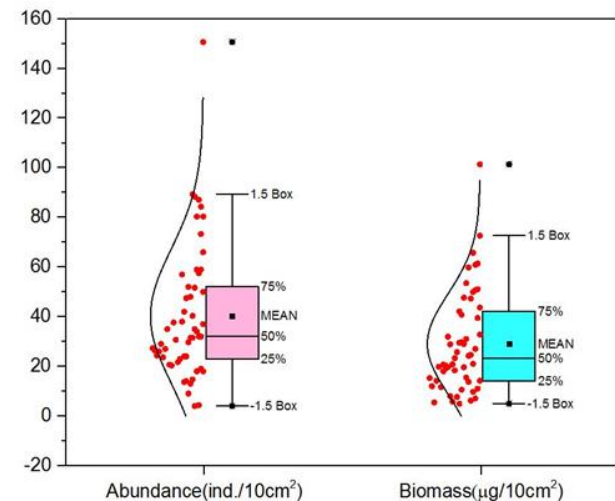 160
140
120
100
80
60
40
20
0
-20
1.5 Box
75%
MEAN
50%
25%
-1.5 Box
1.5 Box
75%
MEAN
50%
25%
-1.5 Box
Abundance(ind./10cm²)
Biomass(μg/10cm²)